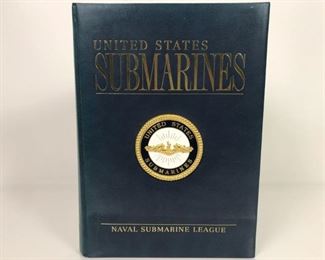 UNITED STATES
SUBMARINES
UNITED STATES
SUBMARINES
NAVAL SUBMARINE LEAGUE